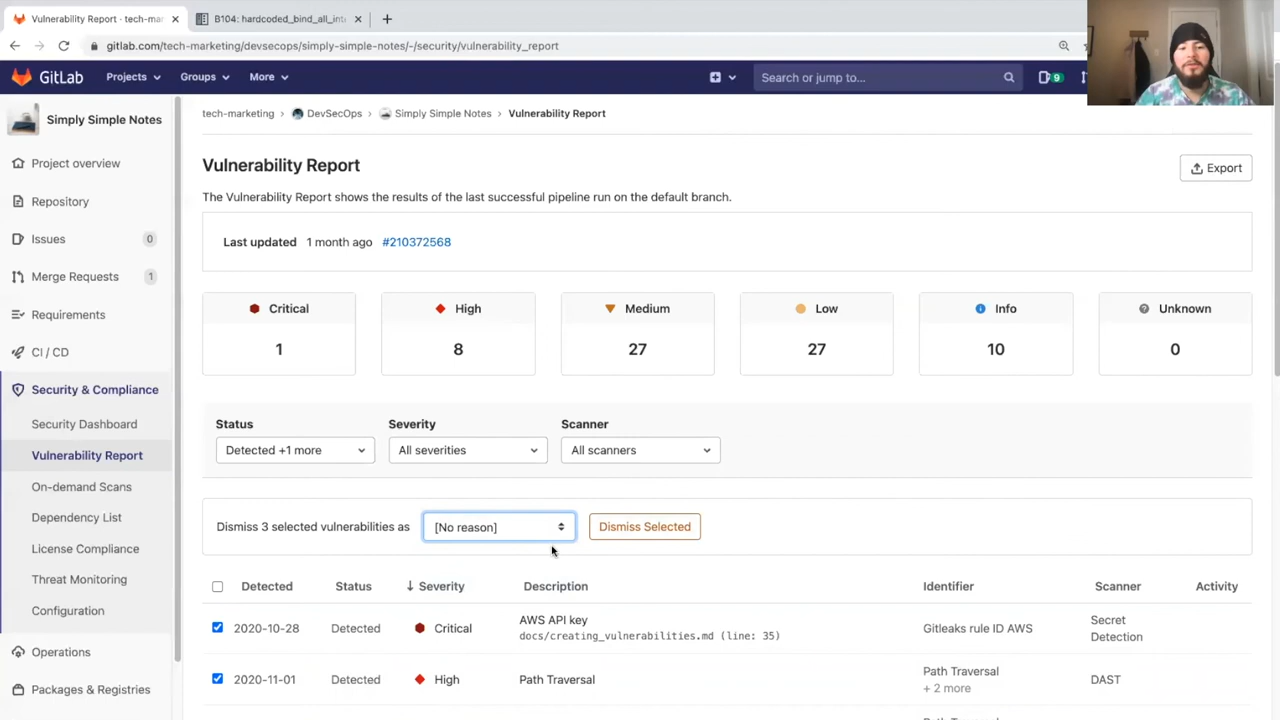 Vulnerability Report - tech-mar
B104: hardcoded_bind_all_inte
gitlab.com/tech-marketing/devsecops/simply-simple-notes/-/security/vulnerability_report
GitLab
Projects
Groups
More
Search or jump to...
9
Simply Simple Notes
Project overview
Repository
Issues 0
Merge Requests 1
Requirements
CI / CD
Security & Compliance
Security Dashboard
Vulnerability Report
On-demand Scans
Dependency List
License Compliance
Threat Monitoring
Configuration
Operations
Packages & Registries
tech-marketing > DevSecOps > Simply Simple Notes > Vulnerability Report
Vulnerability Report
Export
The Vulnerability Report shows the results of the last successful pipeline run on the default branch.
Last updated 1 month ago #210372568
Critical High Medium Low Info Unknown
1 8 27 27 10 0
Status Severity Scanner
Detected +1 more All severities All scanners
Dismiss 3 selected vulnerabilities as [No reason] Dismiss Selected
Detected Status Severity Description Identifier Scanner Activity
2020-10-28 Detected Critical AWS API key Gitleaks rule ID AWS Secret Detection
docs/creating_vulnerabilities.md (line: 35)
2020-11-01 Detected High Path Traversal Path Traversal DAST
+ 2 more